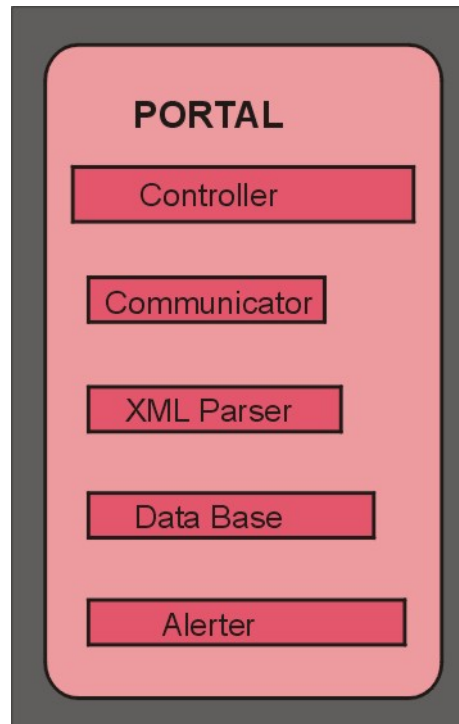 PORTAL
Controller
Communicator
XML Parser
Data Base
Alerter